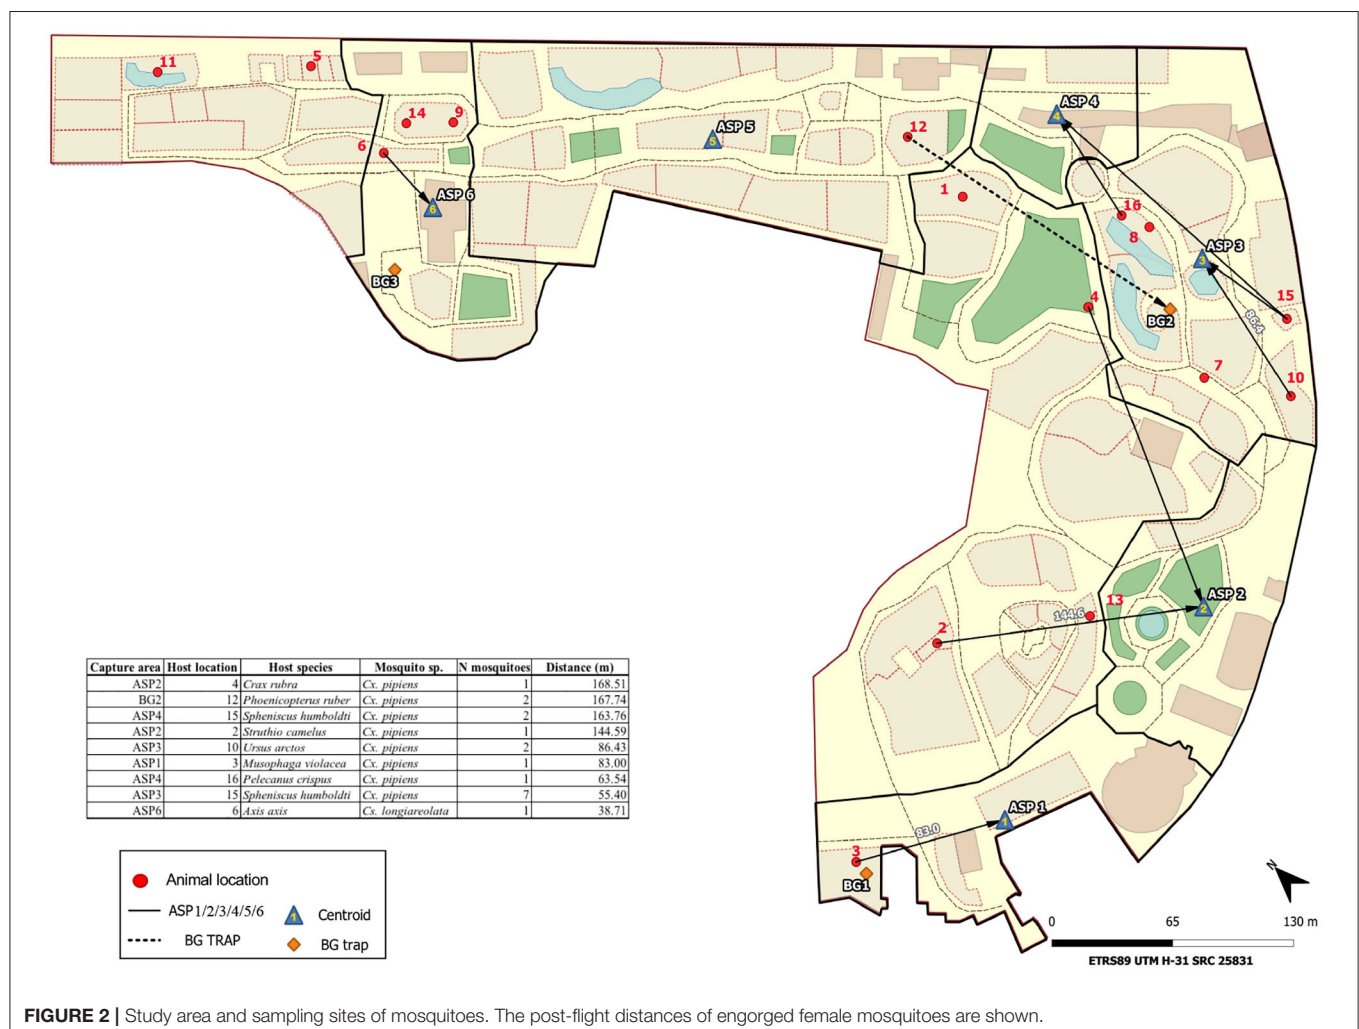 11
5
14
9
6
ASP 6
6
BG3
ASP 5
5
12
1
ASP 4
4
16
8
ASP 3
3
15
BG2
86.4
4
7
10
ASP 2
2
13
144.6
2
ASP 1
1
83.0
3
BG1
Capture area Host location Host species Mosquito sp. N mosquitoes Distance (m)
ASP2 4 Crax rubra Cx. pipiens 1 168.51
BG2 12 Phoenicopterus ruber Cx. pipiens 2 167.74
ASP4 15 Spheniscus humboldti Cx. pipiens 2 163.76
ASP2 2 Struthio camelus Cx. pipiens 1 144.59
ASP3 10 Ursus arctos Cx. pipiens 2 86.43
ASP1 3 Musophaga violacea Cx. pipiens 1 83.00
ASP4 16 Pelecanus crispus Cx. pipiens 1 63.54
ASP3 15 Spheniscus humboldti Cx. pipiens 7 55.40
ASP6 6 Axis axis Cs. longiareolata 1 38.71
Animal location
ASP1/2/3/4/5/6 1 Centroid
BG TRAP BG trap
N
0 65 130 m
ETRS89 UTM H-31 SRC 25831
FIGURE 2 | Study area and sampling sites of mosquitoes. The post-flight distances of engorged female mosquitoes are shown.